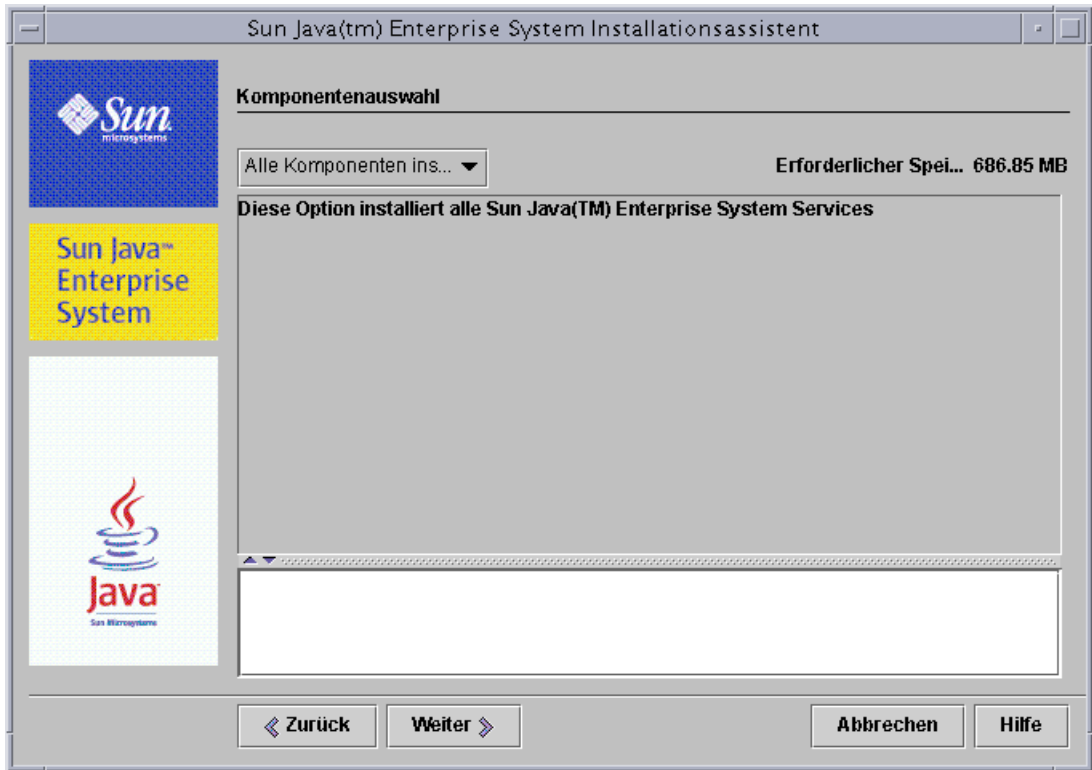 Sun Java(tm) Enterprise System Installationsassistent
Sun
microsystems
Komponentenauswahl
Alle Komponenten ins...
Erforderlicher Spei... 686.85 MB
Diese Option installiert alle Sun Java(TM) Enterprise System Services
Sun Java™
Enterprise
System
Java
Sun Microsystems
Zurück
Weiter
Abbrechen
Hilfe